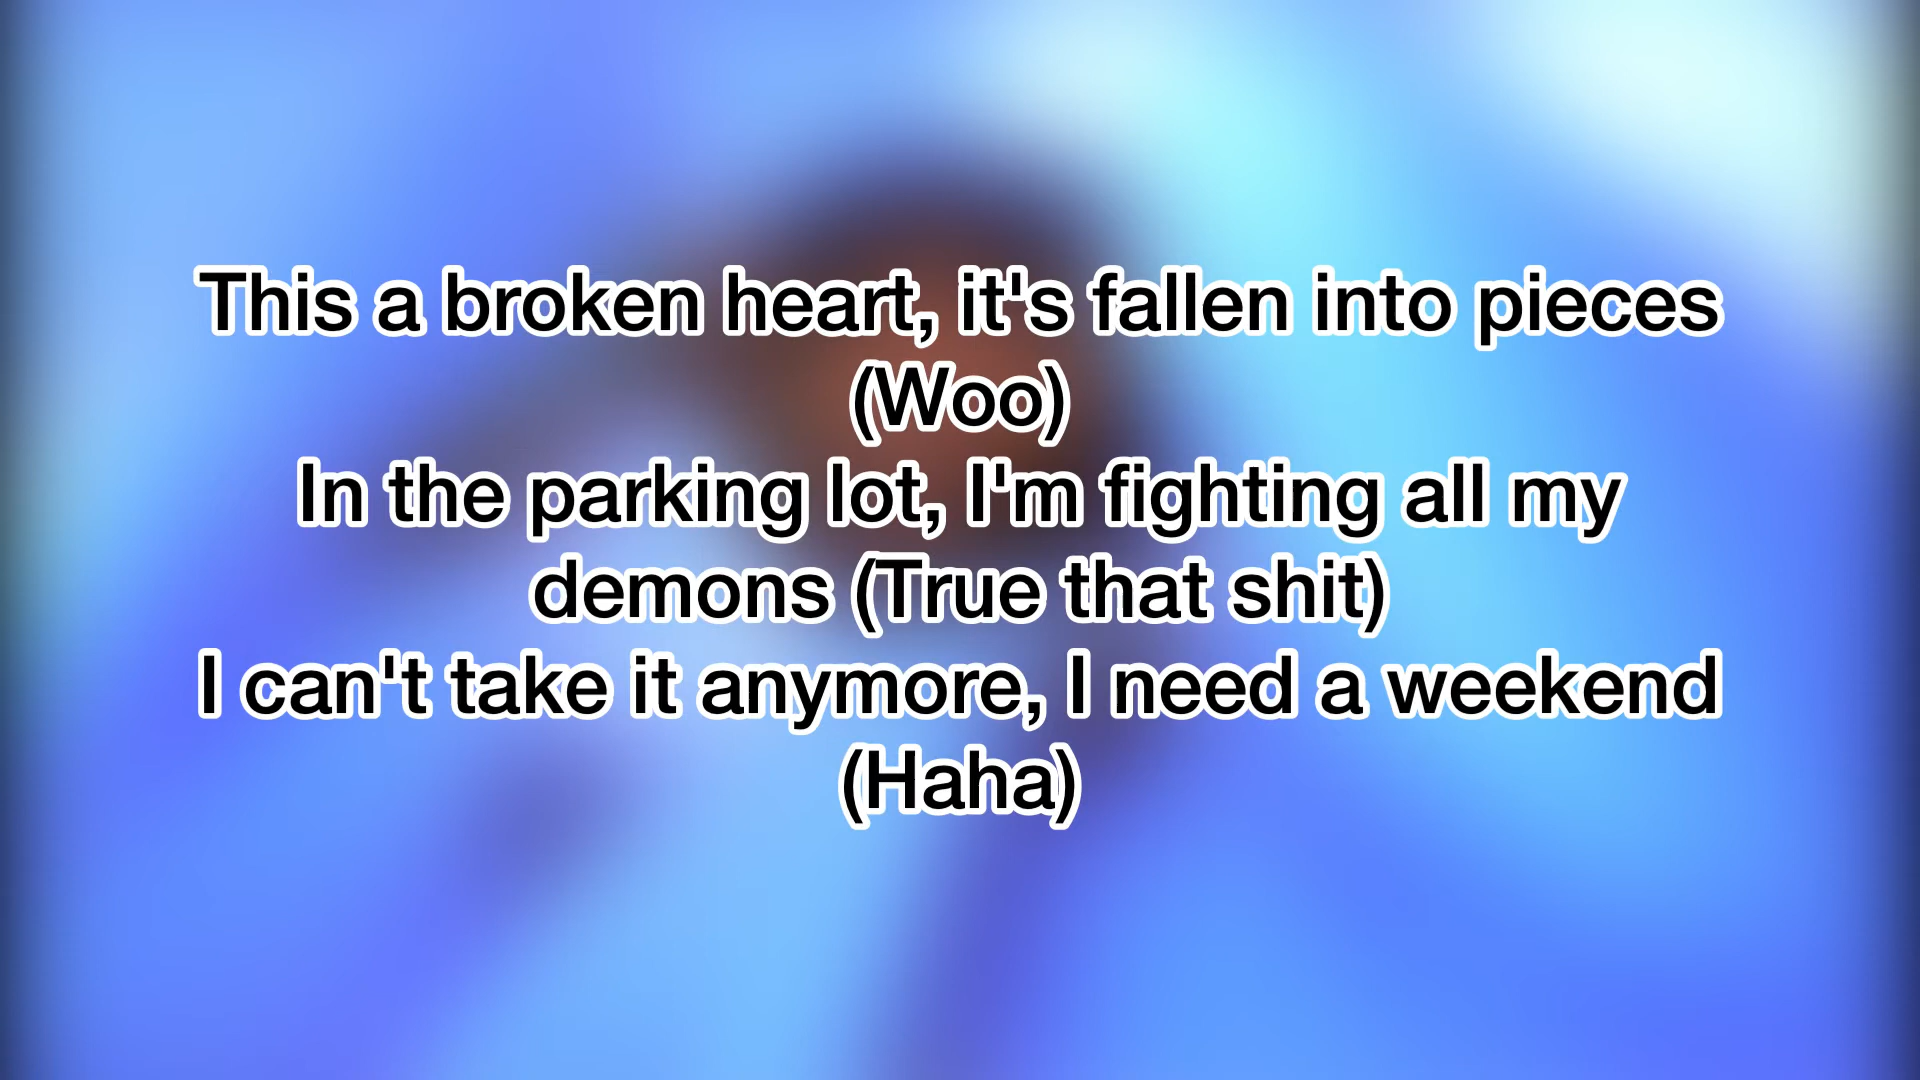 This a broken heart, it's fallen into pieces
(Woo)
In the parking lot, I'm fighting all my
demons (True that shit)
I can't take it anymore, I need a weekend
(Haha)